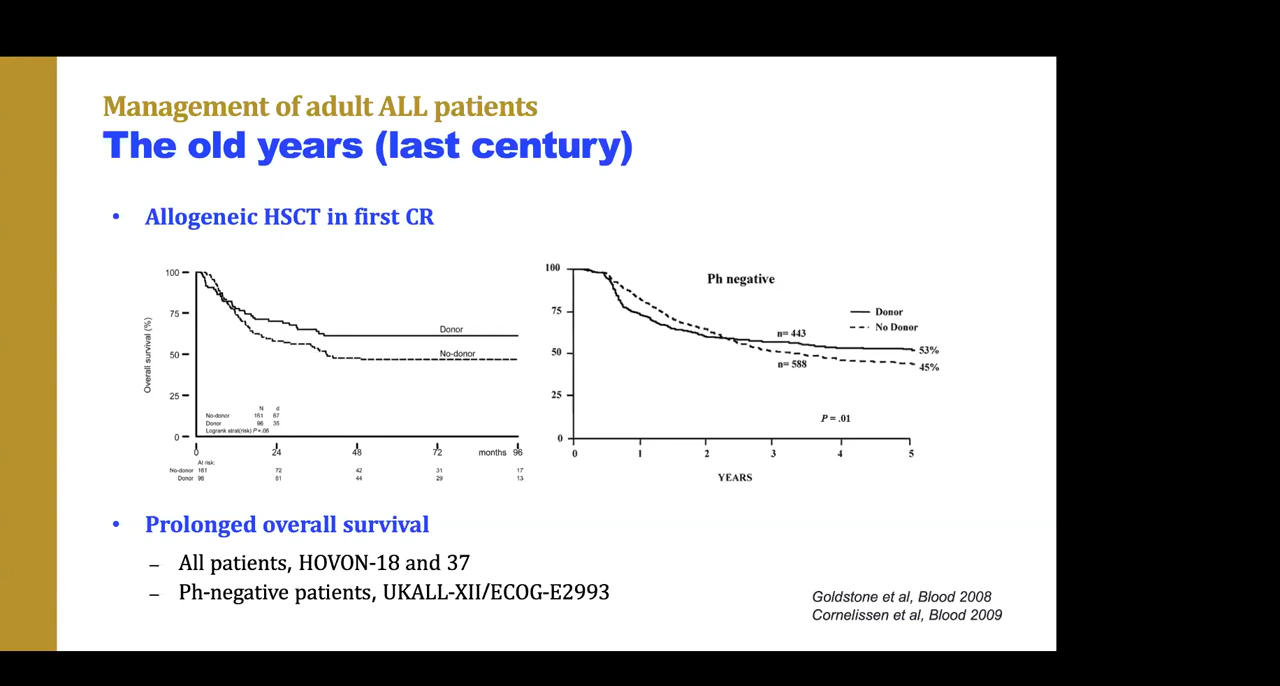 Management of adult ALL patients
The old years (last century)
• Allogeneic HSCT in first CR
100
75
50
25
0
Overall survival (%)
Donor
No-donor
N d
No-donor 161 67
Donor 96 35
Logrank strat(risk) P=.06
0 24 48 72 months 96
At risk:
No-donor 161 72 42 31 17
Donor 96 61 44 29 13
100
75
50
25
0
Ph negative
Donor
No Donor
n= 443
n= 588
53%
45%
P = .01
0 1 2 3 4 5
YEARS
• Prolonged overall survival
– All patients, HOVON-18 and 37
– Ph-negative patients, UKALL-XII/ECOG-E2993
Goldstone et al, Blood 2008
Cornelissen et al, Blood 2009